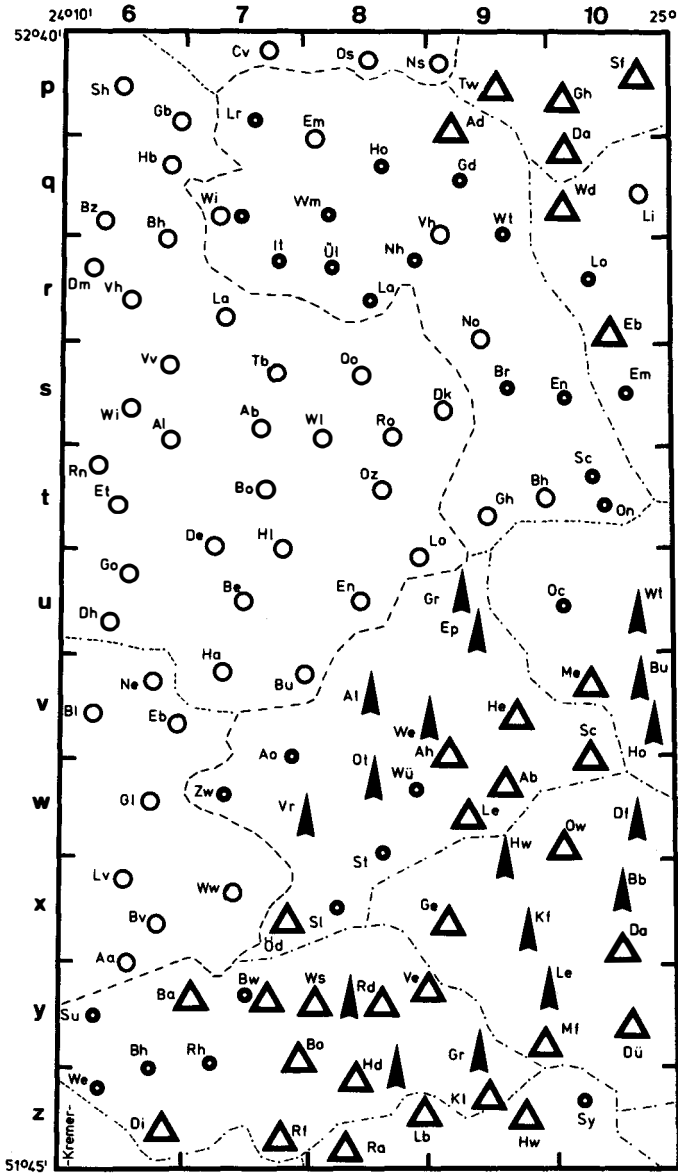 24°10'1 6 7 8 9 10 25°
52°40'
Cv Os Ns
Sf
p
Tw Gh
Sh
Gb Lr Em Ad
Da
Hb Ho Gd
q
Wd
Wi Wm Li
Bz Bh Vh Wt
It Ül Nh Lo
Dm Vh La La
r
No Eb
Vv Tb Do
Br En Em
s
Wi Dk
Al Ab Wl Ro
Rn Sc
Et Bo Oz Bh
t
Gh On
De Hl Lo
Go
Be En Gr Oc Wt
u
Dh Ep
Ha Me Bu
Ne Bu
v
Al He
Bl Eb We Sc Ho
Ao Ah
Ot Wü Ab
Zw
w
Gl Vr Le Df
Hw Ow
St
Lv Bb
Ww
x
Sl Ge Kf
Bv Da
Od
Aa
Bw Ws Rd Ve Le
Ba
y
Su Mf Dü
Bh Rh Bo Gr
Hd
We Kl
z
Kremer-
Di Rf Lb Hw Sy
Ra
51°45'